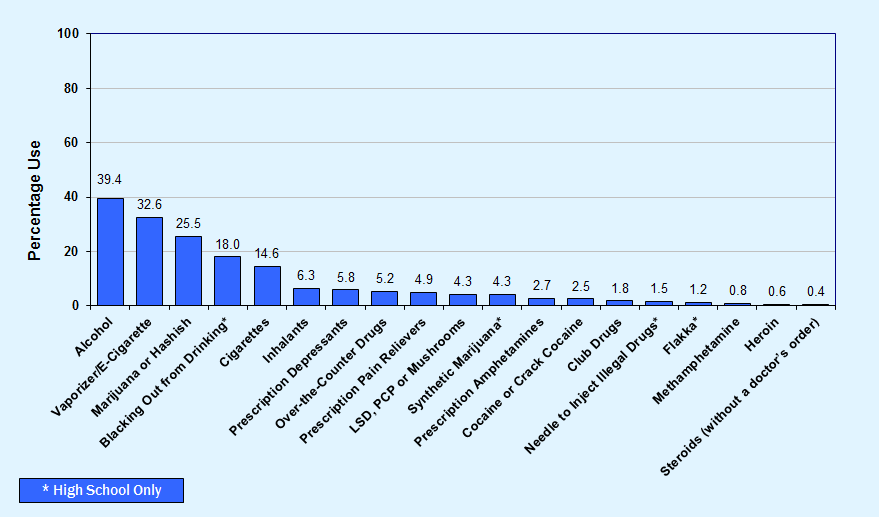 100
80
60
40
20
0
Percentage Use
39.4
32.6
25.5
18.0
14.6
6.3
5.8
5.2
4.9
4.3
4.3
2.7
2.5
1.8
1.5
1.2
0.8
0.6
0.4
Alcohol
Vaporizer/E-Cigarette
Marijuana or Hashish
Blacking Out from Drinking*
Cigarettes
Inhalants
Prescription Depressants
Over-the-Counter Drugs
Prescription Pain Relievers
LSD, PCP or Mushrooms
Synthetic Marijuana*
Prescription Amphetamines
Cocaine or Crack Cocaine
Club Drugs
Needle to Inject Illegal Drugs*
Flakka*
Methamphetamine
Heroin
Steroids (without a doctor's order)
* High School Only